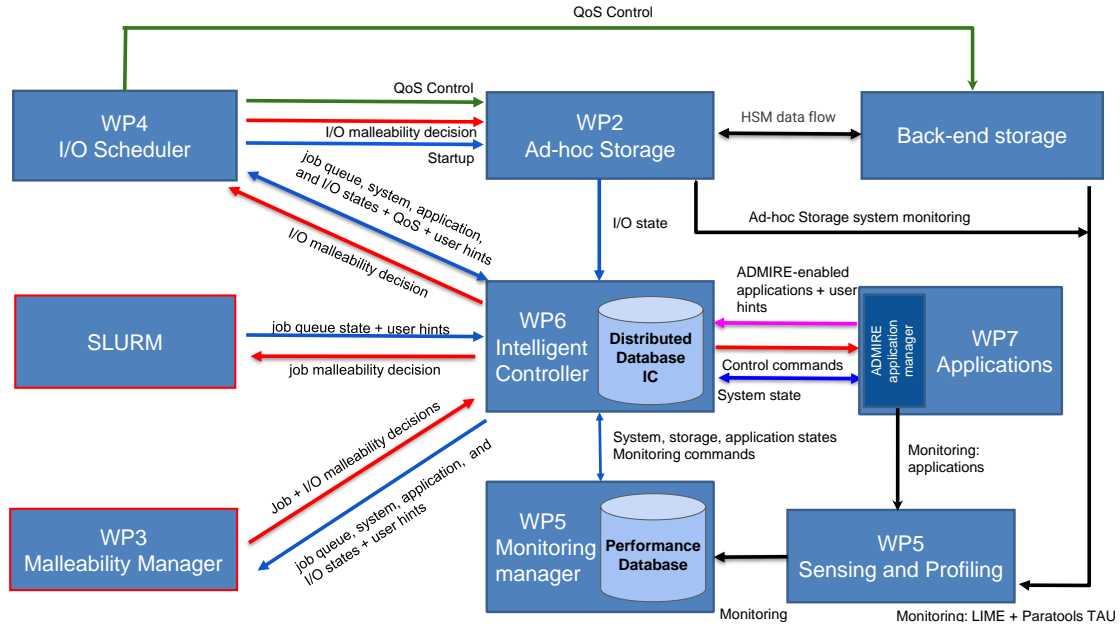 QoS Control
WP4
I/O Scheduler
QoS Control
I/O malleability decision
Startup
WP2
Ad-hoc Storage
HSM data flow
Back-end storage
job queue, system, application,
and I/O states + QoS + user hints
I/O malleability decision
I/O state
Ad-hoc Storage system monitoring
SLURM
job queue state + user hints
job malleability decision
WP6
Intelligent
Controller
Distributed
Database
IC
ADMIRE-enabled
applications + user
hints
Control commands
System state
ADMIRE
application
manager
WP7
Applications
Job + I/O malleability decisions
job queue, system, application, and
I/O states + user hints
System, storage, application states
Monitoring commands
Monitoring:
applications
WP3
Malleability Manager
WP5
Monitoring
manager
Performance
Database
WP5
Sensing and Profiling
Monitoring
Monitoring: LIME + Paratools TAU